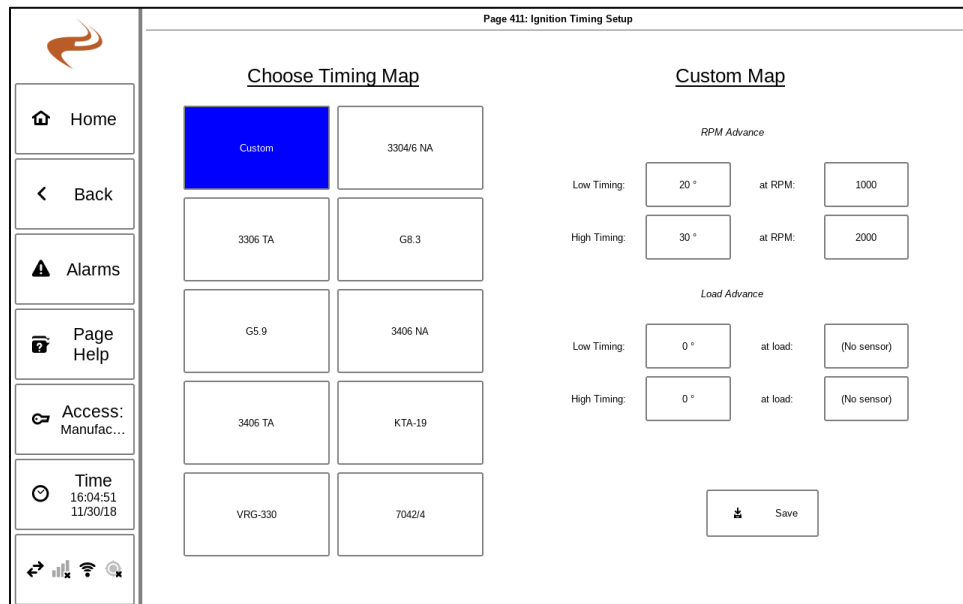 Page 411: Ignition Timing Setup
Home
Back
Alarms
Page
Help
Access:
Manufac...
Time
16:04:51
11/30/18
Choose Timing Map
Custom
3304/6 NA
3306 TA
G8.3
G5.9
3406 NA
3406 TA
KTA-19
VRG-330
7042/4
Custom Map
RPM Advance
Low Timing: 20 ° at RPM: 1000
High Timing: 30 ° at RPM: 2000
Load Advance
Low Timing: 0 ° at load: (No sensor)
High Timing: 0 ° at load: (No sensor)
Save